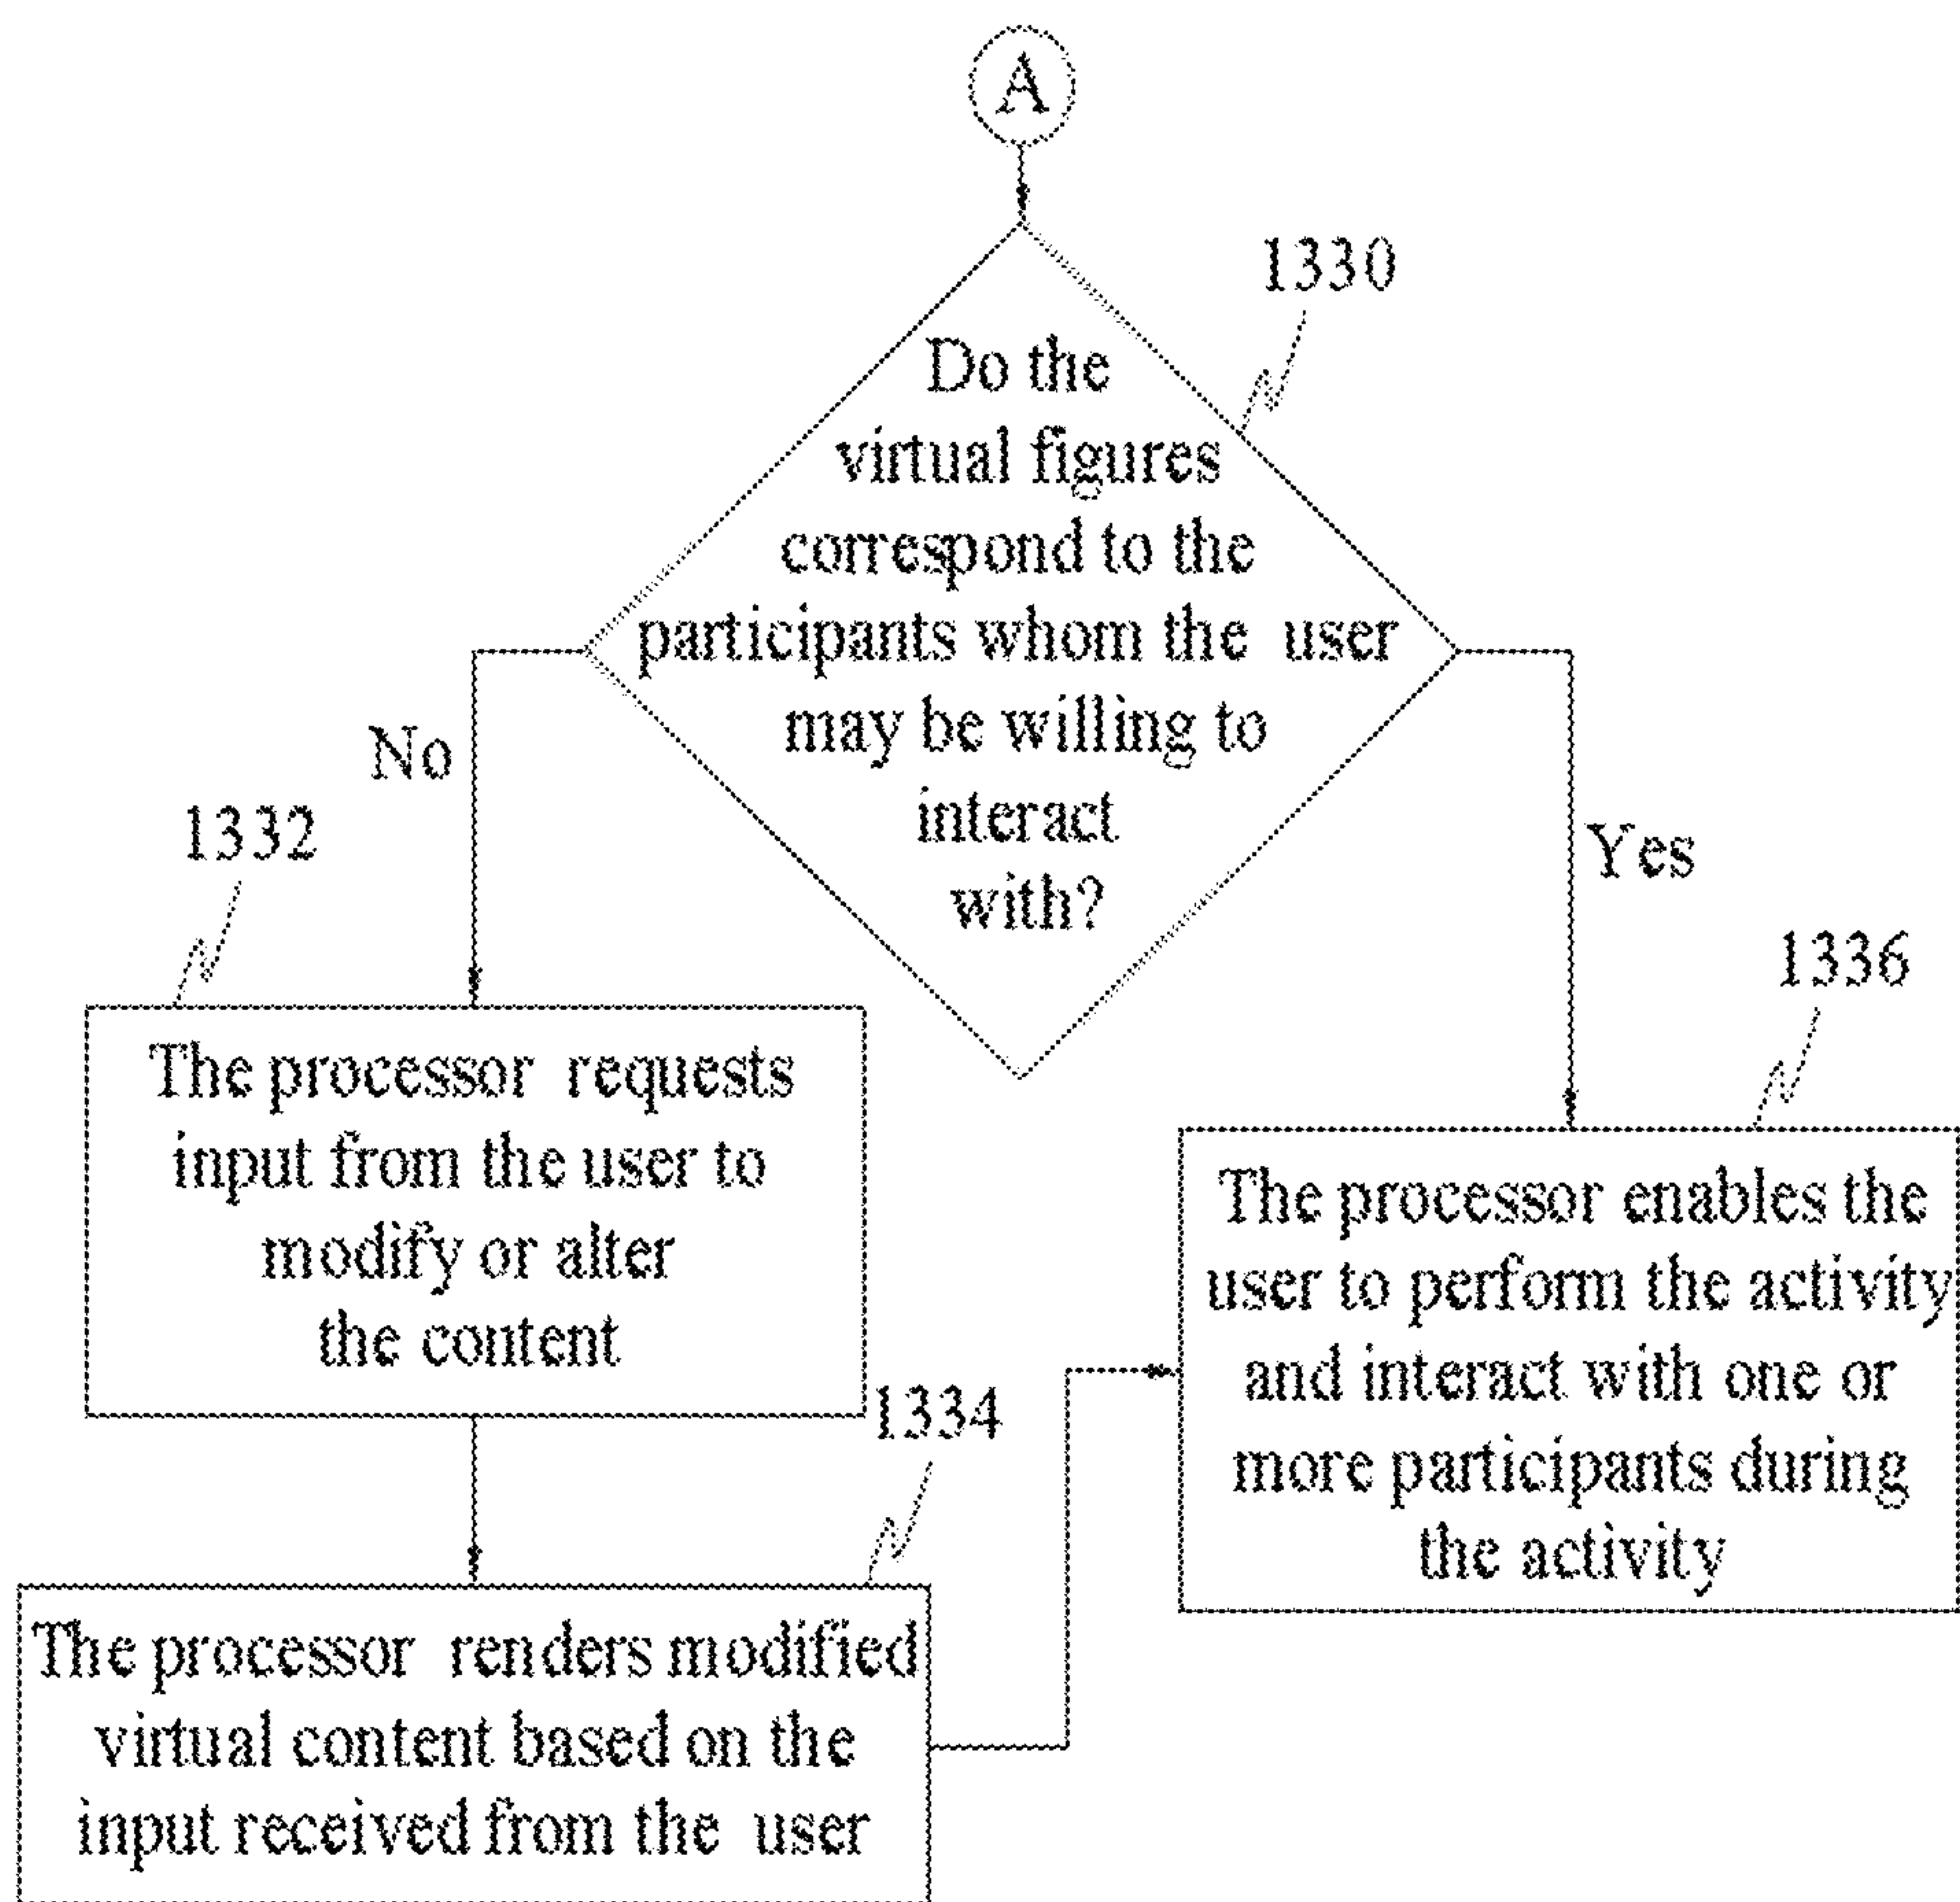 A
1330
Do the
virtual figures
correspond to the
participants whom the user
may be willing to
interact
with?
No
Yes
1332
The processor requests
input from the user to
modify or alter
the content
1336
The processor enables the
user to perform the activity
and interact with one or
more participants during
the activity
1334
The processor renders modified
virtual content based on the
input received from the user